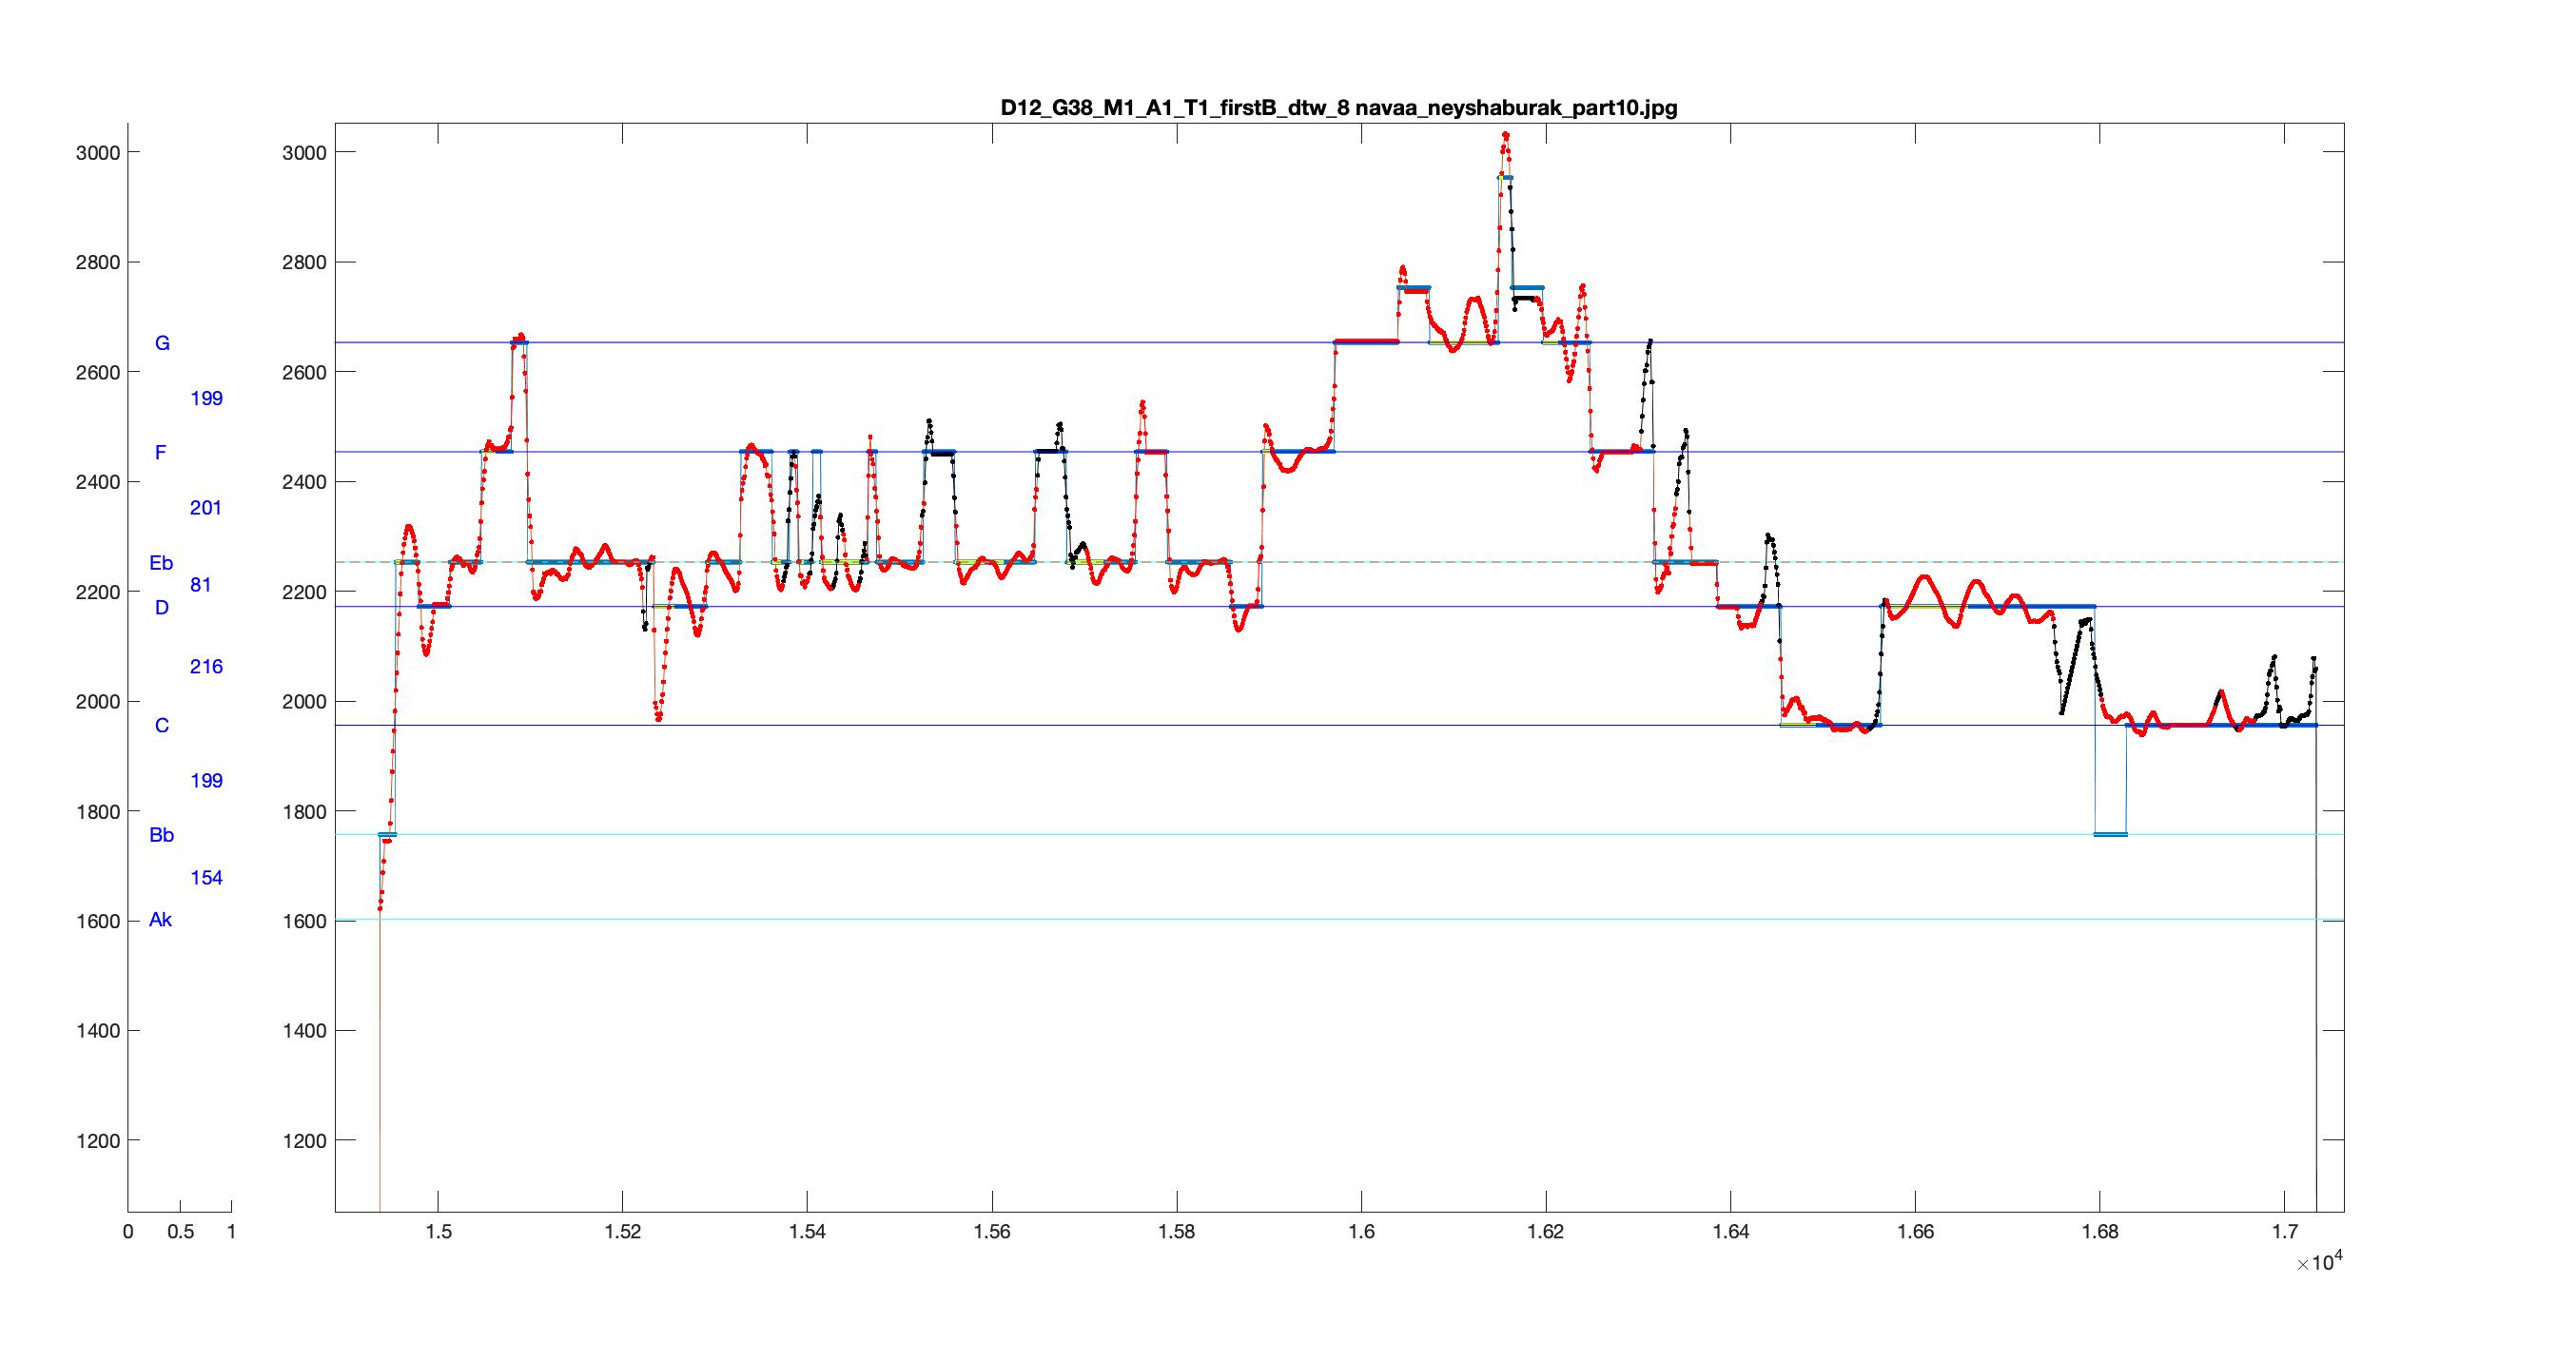 D12_G38_M1_A1_T1_firstB_dtw_8 navaa_neyshaburak_part10.jpg
3000 3000
2800 2800
G
2600 2600
199
F
2400 2400
201
Eb
81
2200 2200
D
216
2000 2000
C
199
1800 1800
Bb
154
1600 Ak 1600
1400 1400
1200 1200
0 0.5 1 1.5 1.52 1.54 1.56 1.58 1.6 1.62 1.64 1.66 1.68 1.7
×10^4